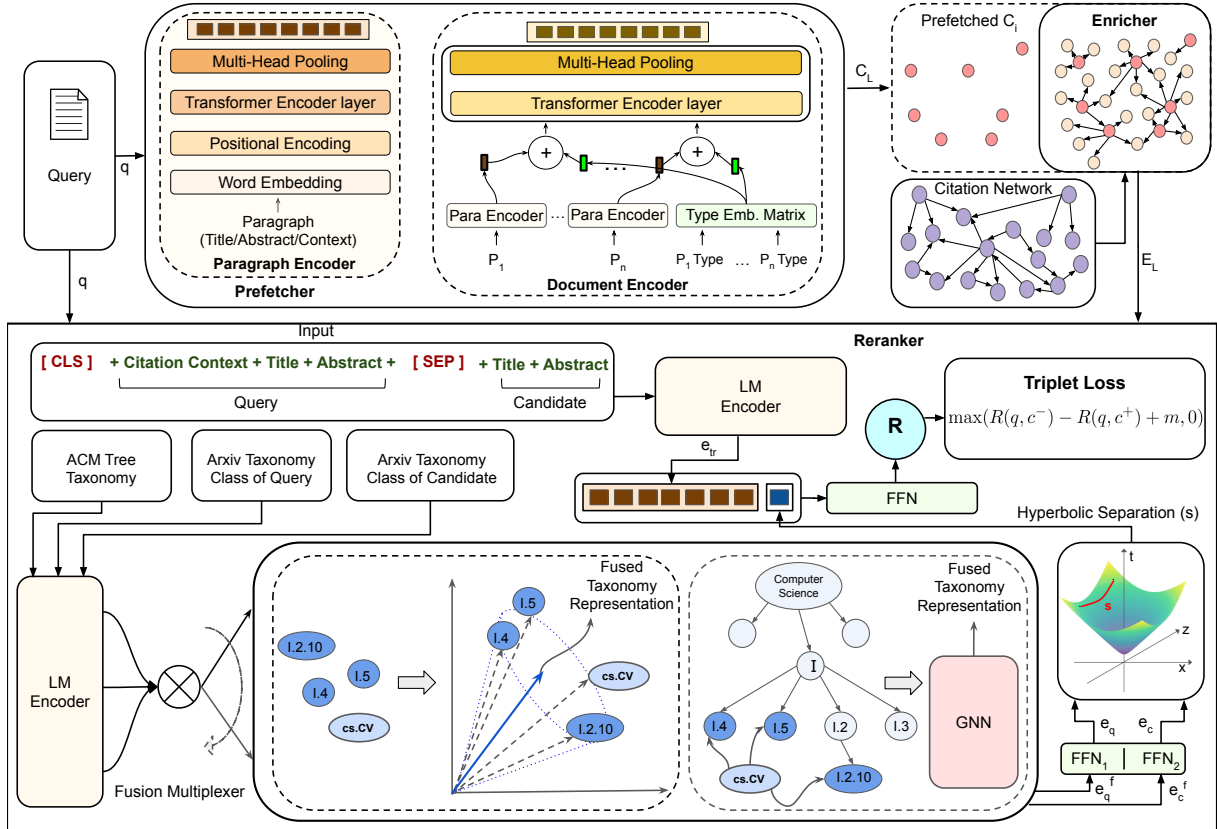 Query
q
q
Multi-Head Pooling
Transformer Encoder layer
Positional Encoding
Word Embedding
Paragraph
(Title/Abstract/Context)
Paragraph Encoder
Prefetcher
Multi-Head Pooling
Transformer Encoder layer
+
...
+
Para Encoder
...
Para Encoder
Type Emb. Matrix
P1
Pn
P1 Type
...
Pn Type
Document Encoder
CL
Prefetched Ci
Enricher
Citation Network
EL
Input
[ CLS ] + Citation Context + Title + Abstract + [ SEP ] + Title + Abstract
Query
Candidate
Reranker
LM
Encoder
etr
R
Triplet Loss
max(R(q, c−) − R(q, c+) + m, 0)
FFN
ACM Tree
Taxonomy
Arxiv Taxonomy
Class of Query
Arxiv Taxonomy
Class of Candidate
Hyperbolic Separation (s)
LM
Encoder
Fusion Multiplexer
I.2.10
I.5
I.4
cs.CV
Fused
Taxonomy
Representation
I.5
I.4
cs.CV
I.2.10
Computer
Science
I
I.4
I.5
I.2
I.3
cs.CV
I.2.10
Fused
Taxonomy
Representation
GNN
t
s
z
x
eq
ec
FFN1 | FFN2
eqf
ecf